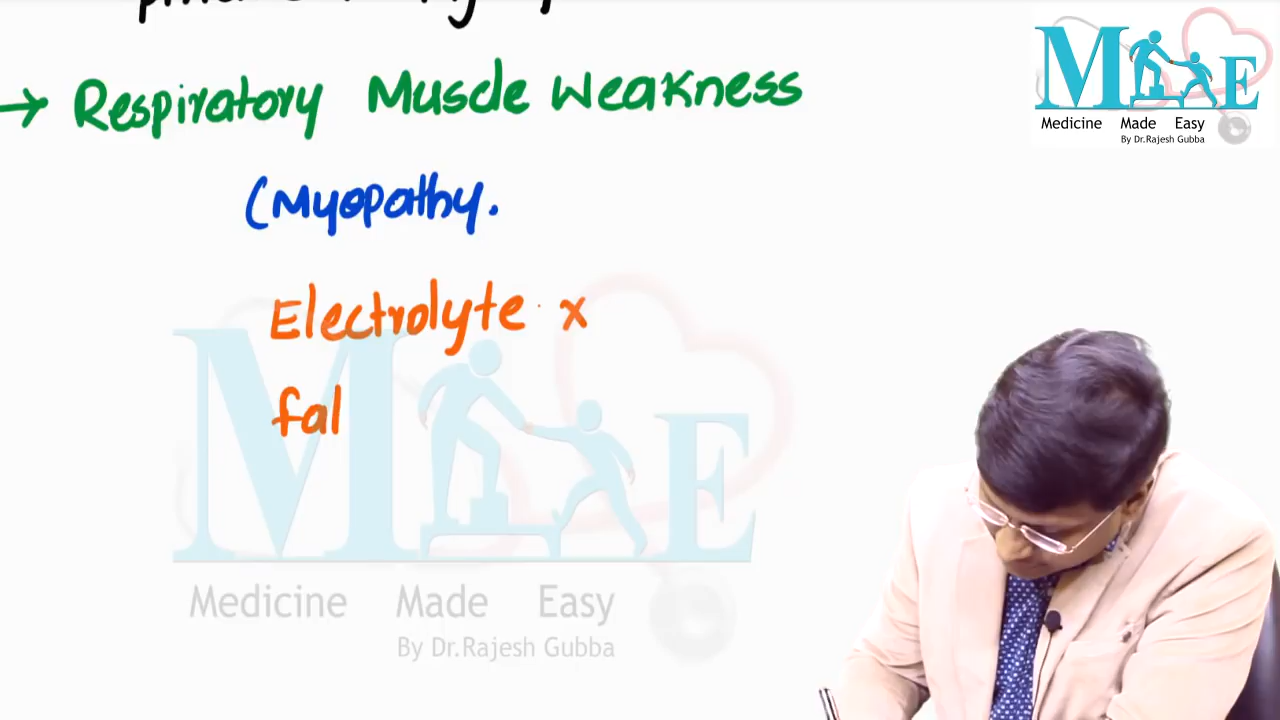 → Respiratory Muscle Weakness
(Myopathy.
Electrolyte x
fal
MME
Medicine Made Easy
By Dr.Rajesh Gubba
M E
Medicine Made Easy
By Dr.Rajesh Gubba